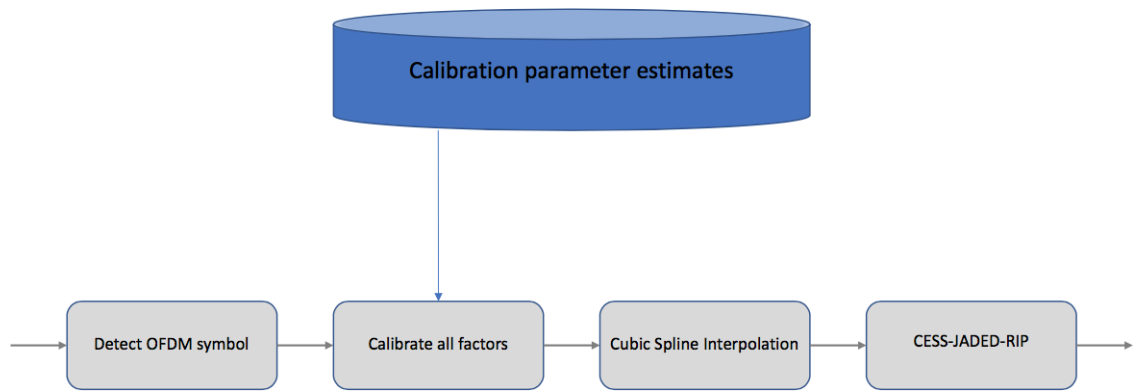 Calibration parameter estimates
Detect OFDM symbol
Calibrate all factors
Cubic Spline Interpolation
CESS-JADED-RIP